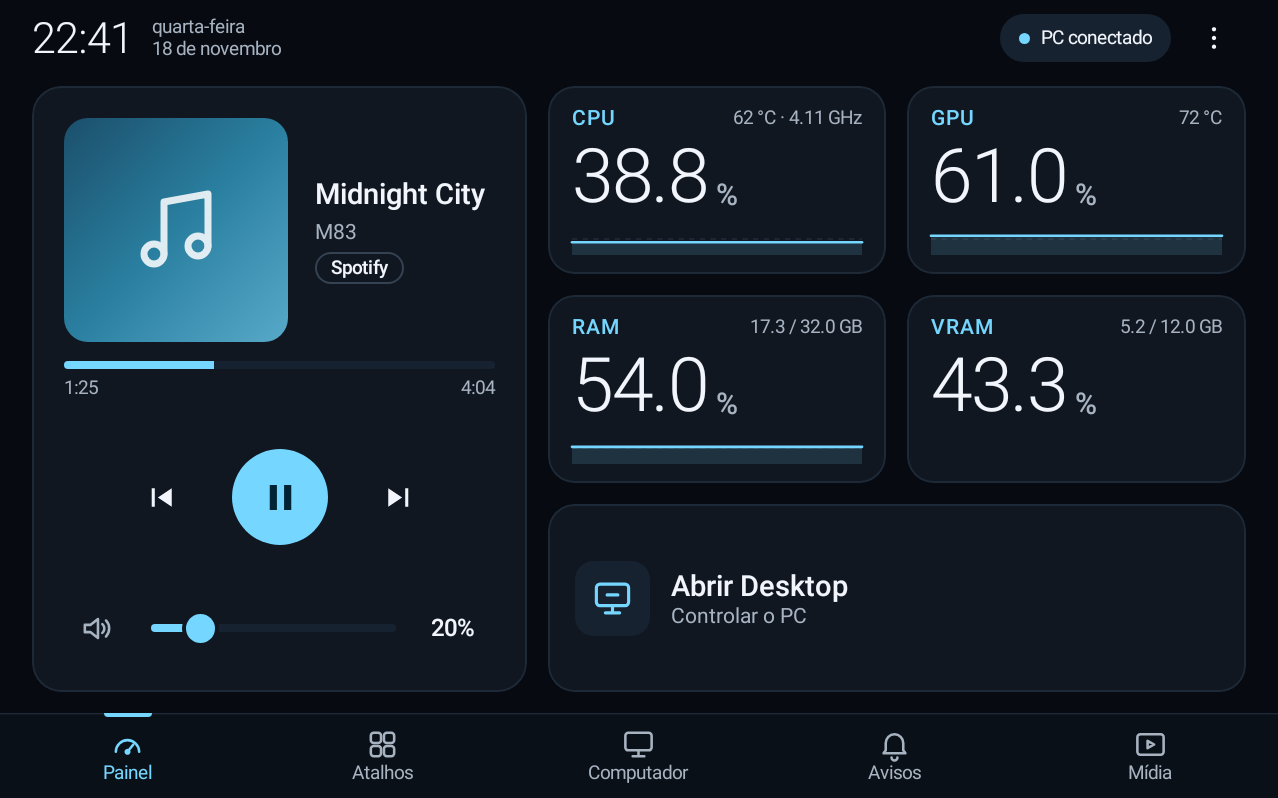 22:41
quarta-feira
18 de novembro
PC conectado
Midnight City
M83
Spotify
1:25
4:04
20%
CPU
62 °C · 4.11 GHz
38.8 %
GPU
72 °C
61.0 %
RAM
17.3 / 32.0 GB
54.0 %
VRAM
5.2 / 12.0 GB
43.3 %
Abrir Desktop
Controlar o PC
Painel
Atalhos
Computador
Avisos
Mídia